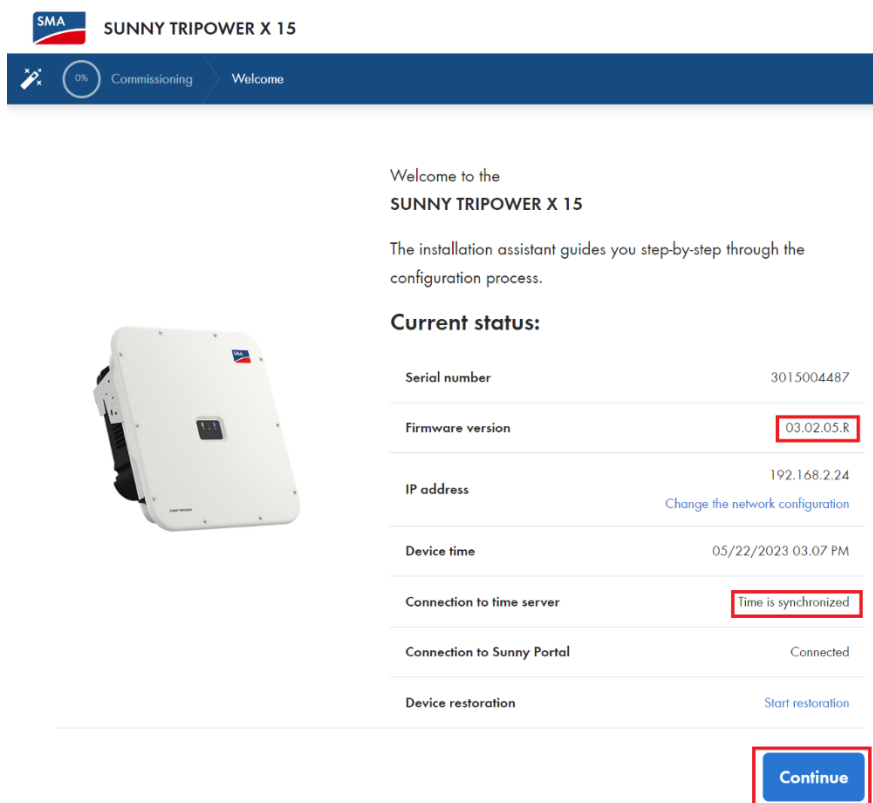 SMA
SUNNY TRIPOWER X 15
0% Commissioning Welcome
Welcome to the
SUNNY TRIPOWER X 15
The installation assistant guides you step-by-step through the
configuration process.
Current status:
Serial number 3015004487
Firmware version 03.02.05.R
IP address 192.168.2.24
Change the network configuration
Device time 05/22/2023 03.07 PM
Connection to time server Time is synchronized
Connection to Sunny Portal Connected
Device restoration Start restoration
SMA
Continue